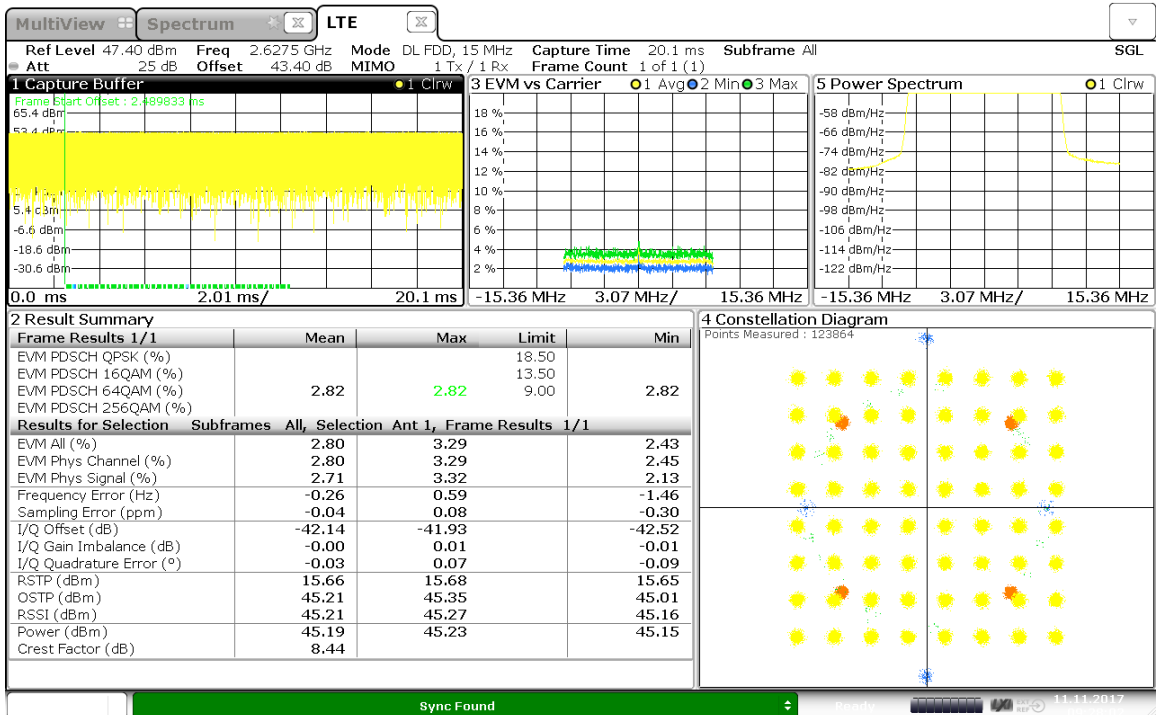 MultiView Spectrum LTE
Ref Level 47.40 dBm Freq 2.6275 GHz Mode DL FDD, 15 MHz Capture Time 20.1 ms Subframe All SGL
Att 25 dB Offset 43.40 dB MIMO 1 Tx / 1 Rx Frame Count 1 of 1 (1)
1 Capture Buffer 1 Clrw
Frame Start Offset : 2.489833 ms
65.4 dBm
53.4 dBm
5.4 dBm
-6.6 dBm
-18.6 dBm
-30.6 dBm
0.0 ms 2.01 ms/ 20.1 ms
3 EVM vs Carrier 1 Avg 2 Min 3 Max
18 %
16 %
14 %
12 %
10 %
8 %
6 %
4 %
2 %
-15.36 MHz 3.07 MHz/ 15.36 MHz
5 Power Spectrum 1 Clrw
-58 dBm/Hz
-66 dBm/Hz
-74 dBm/Hz
-82 dBm/Hz
-90 dBm/Hz
-98 dBm/Hz
-106 dBm/Hz
-114 dBm/Hz
-122 dBm/Hz
-15.36 MHz 3.07 MHz/ 15.36 MHz
2 Result Summary
Frame Results 1/1 Mean Max Limit Min
EVM PDSCH QPSK (%) 18.50
EVM PDSCH 16QAM (%) 13.50
EVM PDSCH 64QAM (%) 2.82 2.82 9.00 2.82
EVM PDSCH 256QAM (%)
Results for Selection Subframes All, Selection Ant 1, Frame Results 1/1
EVM All (%) 2.80 3.29 2.43
EVM Phys Channel (%) 2.80 3.29 2.45
EVM Phys Signal (%) 2.71 3.32 2.13
Frequency Error (Hz) -0.26 0.59 -1.46
Sampling Error (ppm) -0.04 0.08 -0.30
I/Q Offset (dB) -42.14 -41.93 -42.52
I/Q Gain Imbalance (dB) -0.00 0.01 -0.01
I/Q Quadrature Error (°) -0.03 0.07 -0.09
RSTP (dBm) 15.66 15.68 15.65
OSTP (dBm) 45.21 45.35 45.01
RSSI (dBm) 45.21 45.27 45.16
Power (dBm) 45.19 45.23 45.15
Crest Factor (dB) 8.44
4 Constellation Diagram
Points Measured : 123864
Sync Found Ready 11.11.2017